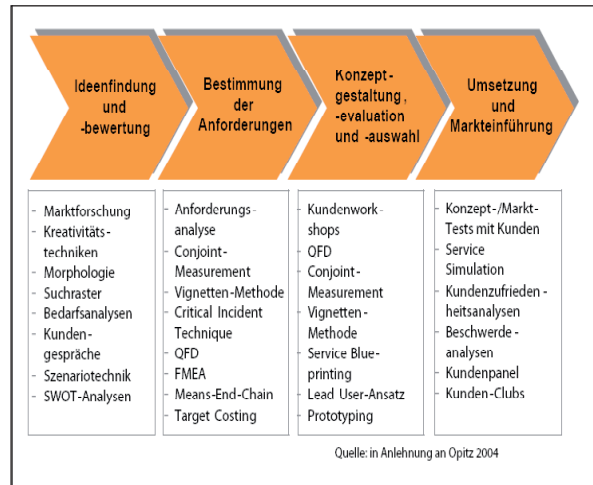 Ideenfindung
und
-bewertung
Bestimmung
der
Anforderungen
Konzept-
gestaltung,
-evaluation
und -auswahl
Umsetzung
und
Markteinführung
- Marktforschung
- Kreativitäts-
techniken
- Morphologie
- Suchraster
- Bedarfsanalysen
- Kunden-
gespräche
- Szenariotechnik
- SWOT-Analysen
- Anforderungs-
analyse
- Conjoint-
Measurement
- Vignetten-Methode
- Critical Incident
Technique
- QFD
- FMEA
- Means-End-Chain
- Target Costing
- Kundenwork-
shops
- QFD
- Conjoint-
Measurement
- Vignetten-
Methode
- Service Blue-
printing
- Lead User-Ansatz
- Prototyping
- Konzept-/Markt-
Tests mit Kunden
- Service
Simulation
- Kundenzufrieden-
heitsanalysen
- Beschwerde-
analysen
- Kundenpanel
- Kunden-Clubs
Quelle: in Anlehnung an Opitz 2004